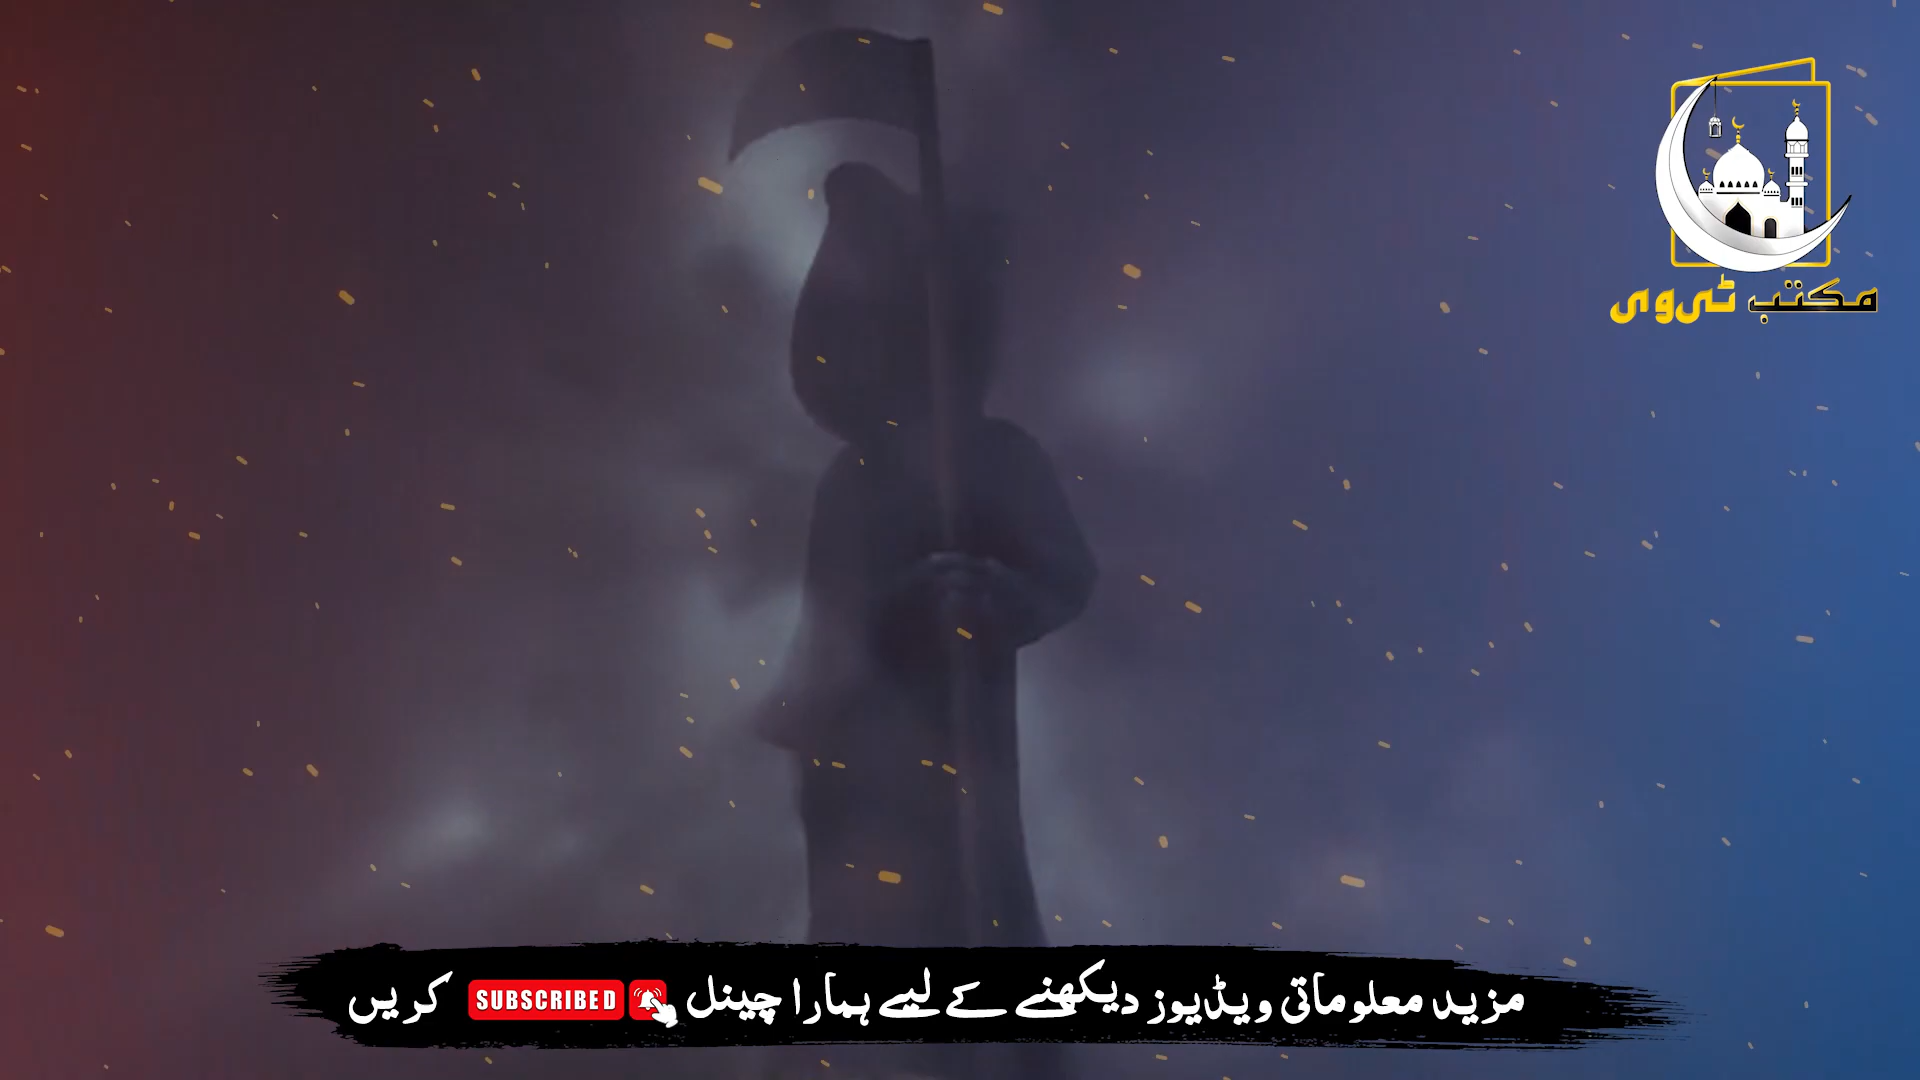 مکتب ٹی وی
مزید معلوماتی ویڈیوز دیکھنے کے لیے ہمارا چینل SUBSCRIBED کریں